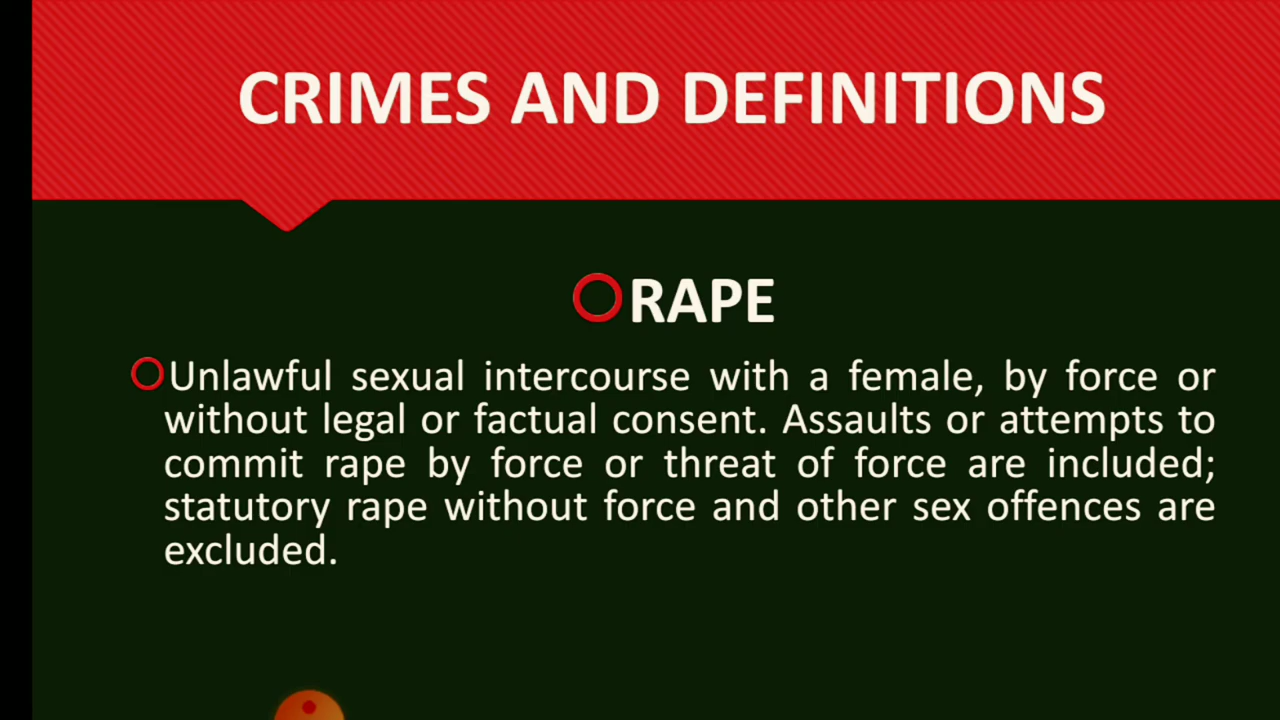 CRIMES AND DEFINITIONS
RAPE
Unlawful sexual intercourse with a female, by force or
without legal or factual consent. Assaults or attempts to
commit rape by force or threat of force are included;
statutory rape without force and other sex offences are
excluded.